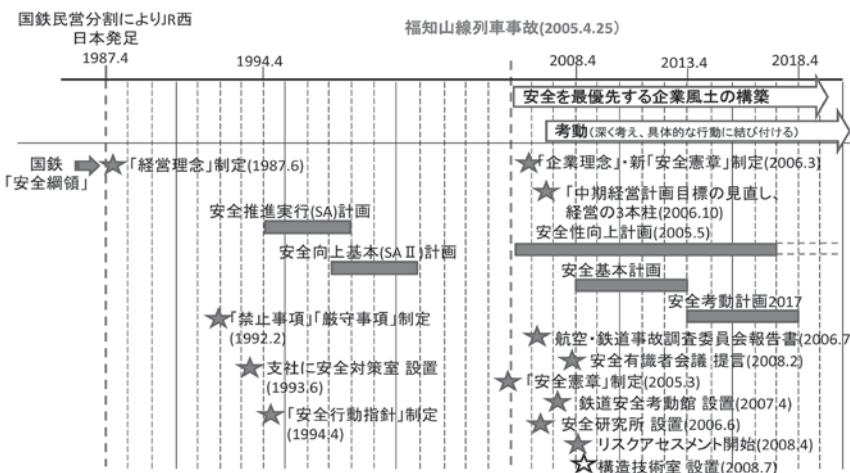 国鉄民営分割によりJR西
日本発足
1987.4
福知山線列車事故(2005.4.25)
1994.4
2008.4
2013.4
2018.4
安全を最優先する企業風土の構築
考動(深く考え、具体的な行動に結び付ける)
国鉄
「安全綱領」
「経営理念」制定(1987.6)
「企業理念」・新「安全憲章」制定(2006.3)
「中期経営計画目標の見直し、
経営の3本柱(2006.10)
安全推進実行(SA)計画
安全性向上計画(2005.5)
安全向上基本(SAⅡ)計画
安全基本計画
安全考動計画2017
「禁止事項」「厳守事項」制定
(1992.2)
航空・鉄道事故調査委員会報告書(2006.7
支社に安全対策室 設置
(1993.6)
安全有識者会議 提言(2008.2)
「安全憲章」制定(2005.3)
「安全行動指針」制定
(1994.4)
鉄道安全考動館 設置(2007.4)
安全研究所 設置(2006.6)
リスクアセスメント開始(2008.4)
構造技術室 設置(2008.7)